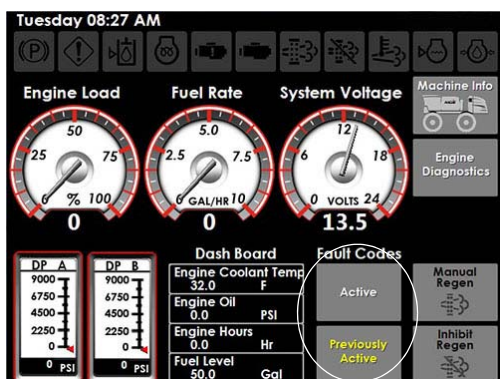 Tuesday 08:27 AM
(P)
Engine Load
Fuel Rate
System Voltage
Machine Info
50
25
75
0
% 100
0
5.0
2.5
7.5
0
GAL/HR 10
0
12
6
18
0
VOLTS 24
13.5
Engine
Diagnostics
Dash Board
Fault Codes
DP A
9000
6750
4500
2250
0
0 PSI
DP B
9000
6750
4500
2250
0
0 PSI
Engine Coolant Temp
32.0 F
Engine Oil
0.0 PSI
Engine Hours
0.0 Hr
Fuel Level
50.0 Gal
Active
Previously
Active
Manual
Regen
Inhibit
Regen